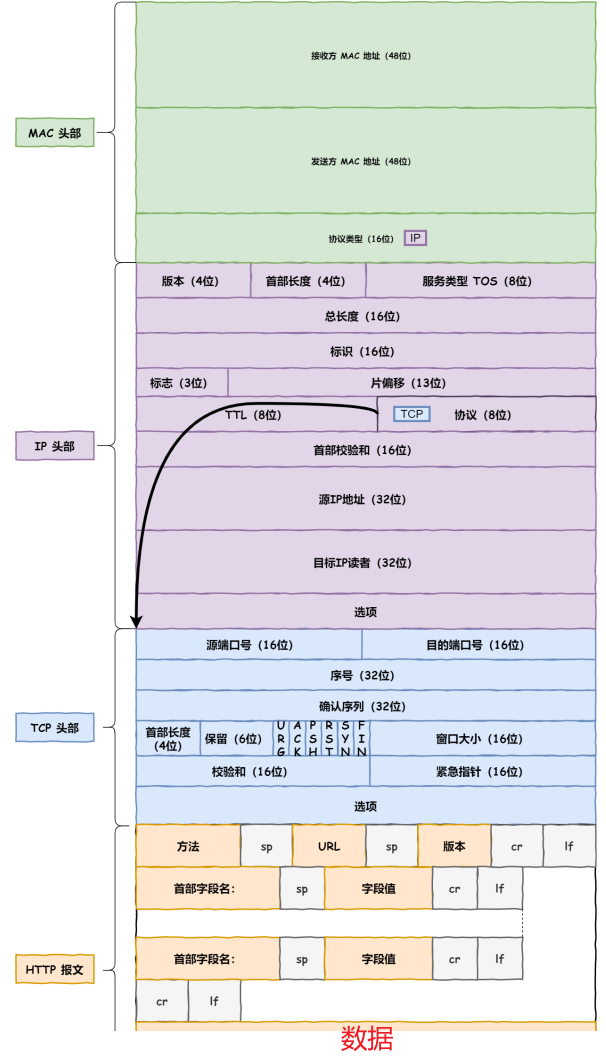 接收方 MAC 地址（48位）
发送方 MAC 地址（48位）
MAC 头部
协议类型（16位） IP
版本（4位） 首部长度（4位） 服务类型 TOS（8位）
总长度（16位）
标识（16位）
标志（3位） 片偏移（13位）
TTL（8位） TCP 协议（8位）
IP 头部
首部校验和（16位）
源IP地址（32位）
目标IP读者（32位）
选项
源端口号（16位） 目的端口号（16位）
序号（32位）
确认序列（32位）
TCP 头部
首部长度
（4位）
保留（6位） URG ACK PSH RST SYN FIN 窗口大小（16位）
校验和（16位） 紧急指针（16位）
选项
方法 sp URL sp 版本 cr lf
首部字段名： sp 字段值 cr lf
首部字段名： sp 字段值 cr lf
HTTP 报文
cr lf
数据